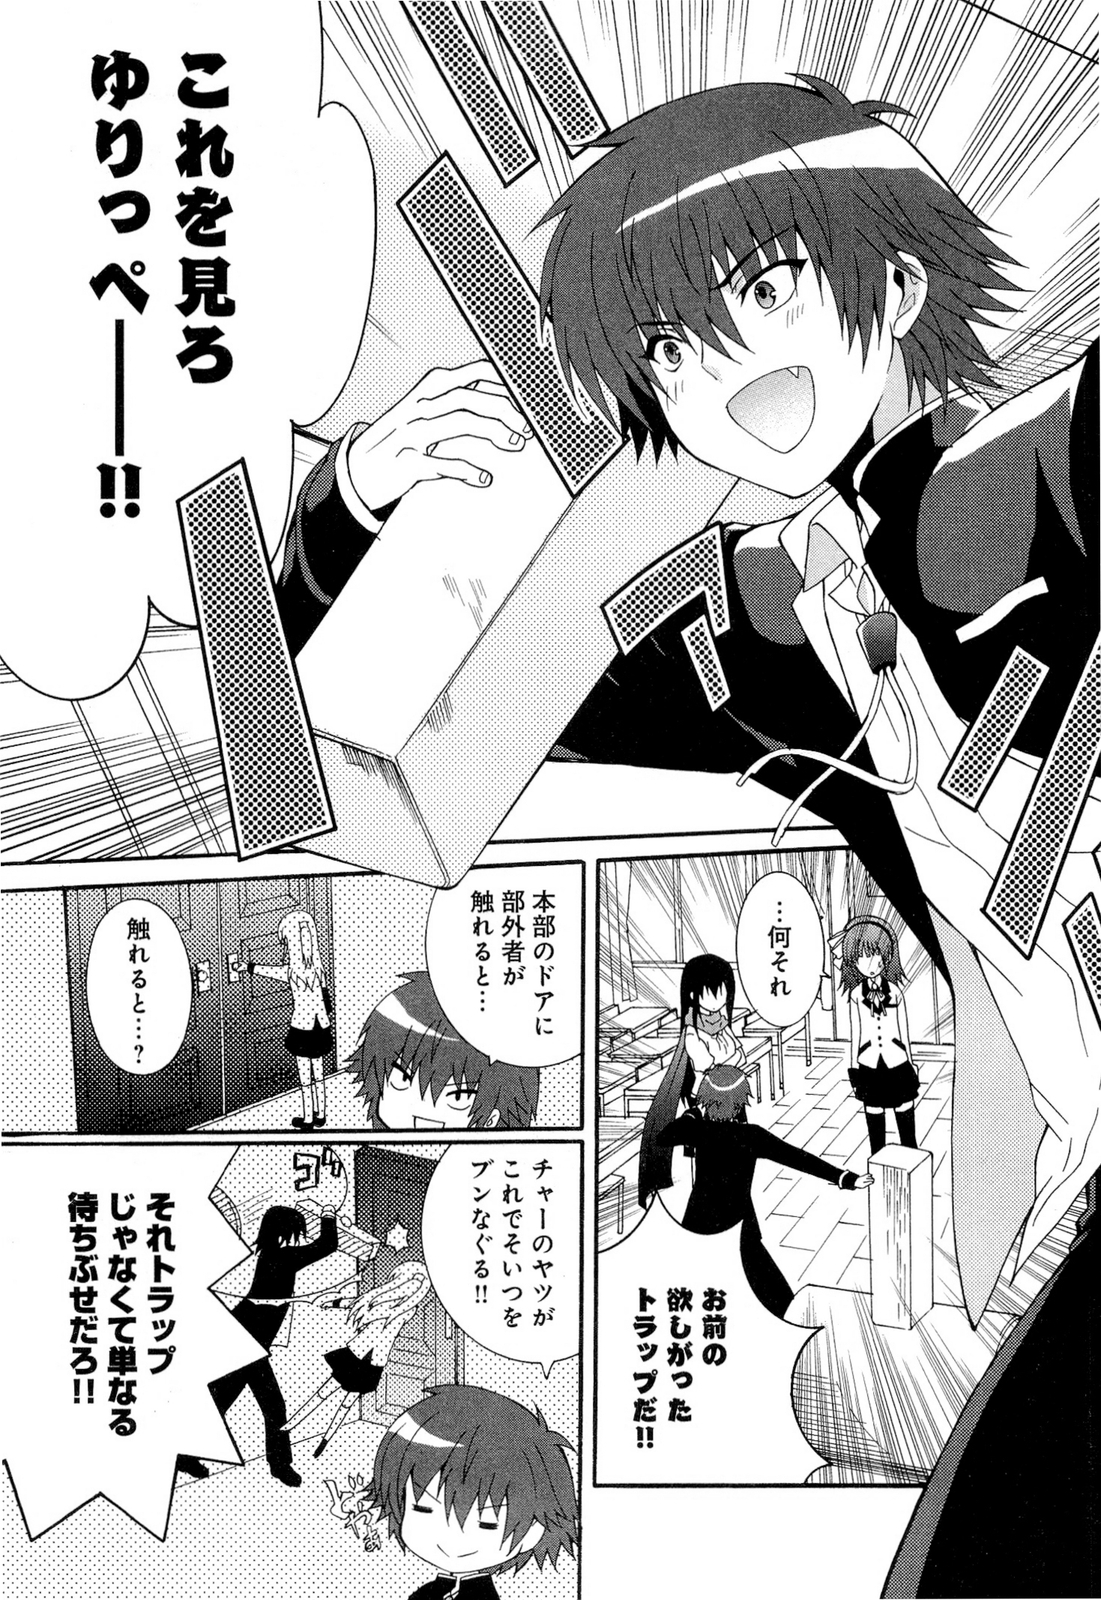 これを見ろ
ゆりっぺ――!!
…何それ
お前の
欲しがった
トラップだ!!
本部のドアに
部外者が
触れると…
触れると…?
チャーのヤツが
これでそいつを
ブンなぐる!!
ゴッ
それトラップ
じゃなくて単なる
待ちぶせだろ!!